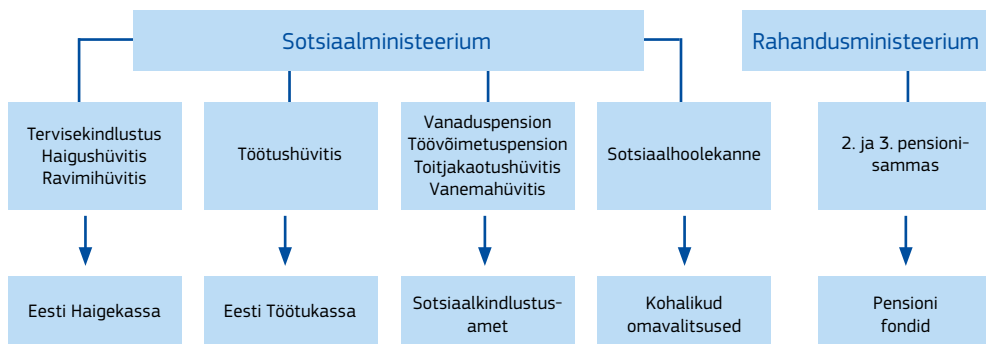 Sotsiaalministeerium
Rahandusministeerium
Tervisekindlustus
Haigushüvitis
Ravimihüvitis
Töötushüvitis
Vanaduspension
Töövõimetuspension
Toitjakaotushüvitis
Vanemahüvitis
Sotsiaalhoolekanne
2. ja 3. pensioni-
sammas
Eesti Haigekassa
Eesti Töötukassa
Sotsiaalkindlustus-
amet
Kohalikud
omavalitsused
Pensioni
fondid